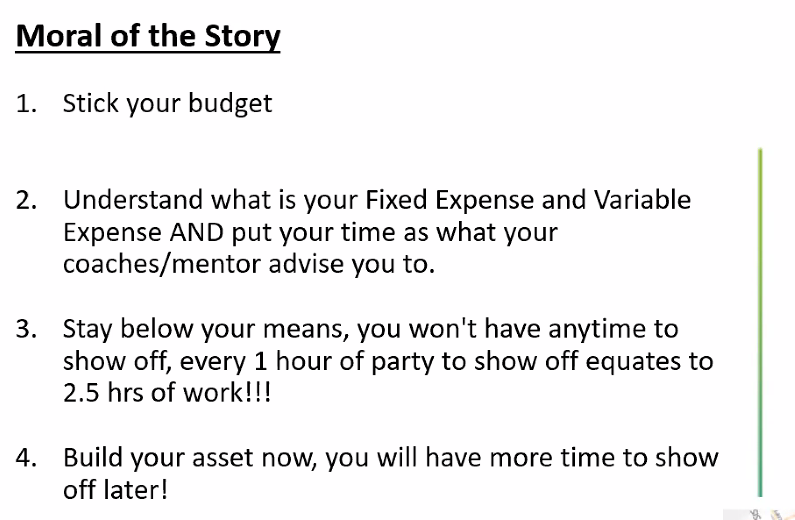 Moral of the Story
1. Stick your budget
2. Understand what is your Fixed Expense and Variable
Expense AND put your time as what your
coaches/mentor advise you to.
3. Stay below your means, you won't have anytime to
show off, every 1 hour of party to show off equates to
2.5 hrs of work!!!
4. Build your asset now, you will have more time to show
off later!